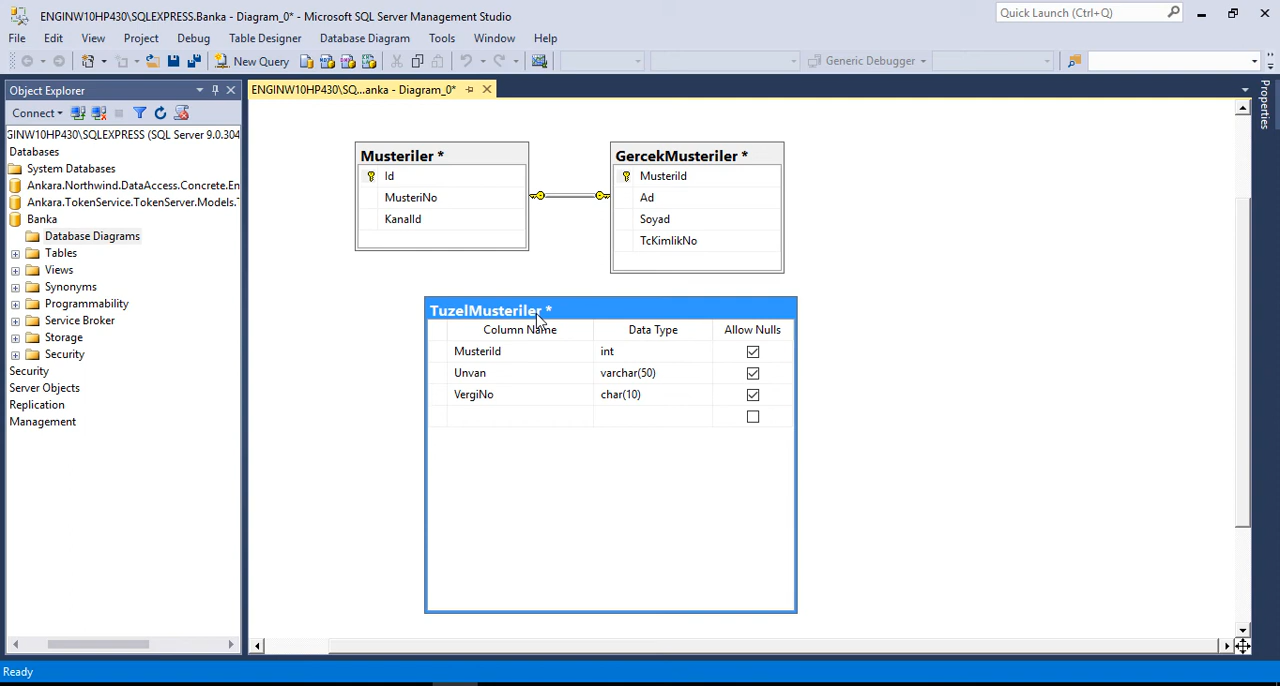 ENGINW10HP430\SQLEXPRESS.Banka - Diagram_0* - Microsoft SQL Server Management Studio
Quick Launch (Ctrl+Q)
File Edit View Project Debug Table Designer Database Diagram Tools Window Help
New Query
Generic Debugger
Object Explorer
ENGINW10HP430\SQ...anka - Diagram_0*
Properties
Connect
GINW10HP430\SQLEXPRESS (SQL Server 9.0.304
Databases
System Databases
Ankara.Northwind.DataAccess.Concrete.En
Ankara.TokenService.TokenServer.Models.
Banka
Database Diagrams
Tables
Views
Synonyms
Programmability
Service Broker
Storage
Security
Security
Server Objects
Replication
Management
Musteriler *
Id
MusteriNo
KanalId
GercekMusteriler *
MusteriId
Ad
Soyad
TcKimlikNo
TuzelMusteriler *
Column Name Data Type Allow Nulls
MusteriId int
Unvan varchar(50)
VergiNo char(10)
Ready